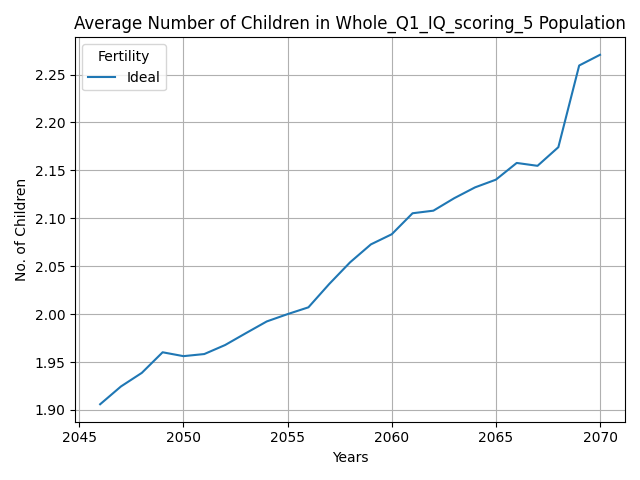 Average Number of Children in Whole_Q1_IQ_scoring_5 Population
Fertility
Ideal
2.25
2.20
2.15
2.10
2.05
2.00
1.95
1.90
No. of Children
2045 2050 2055 2060 2065 2070
Years